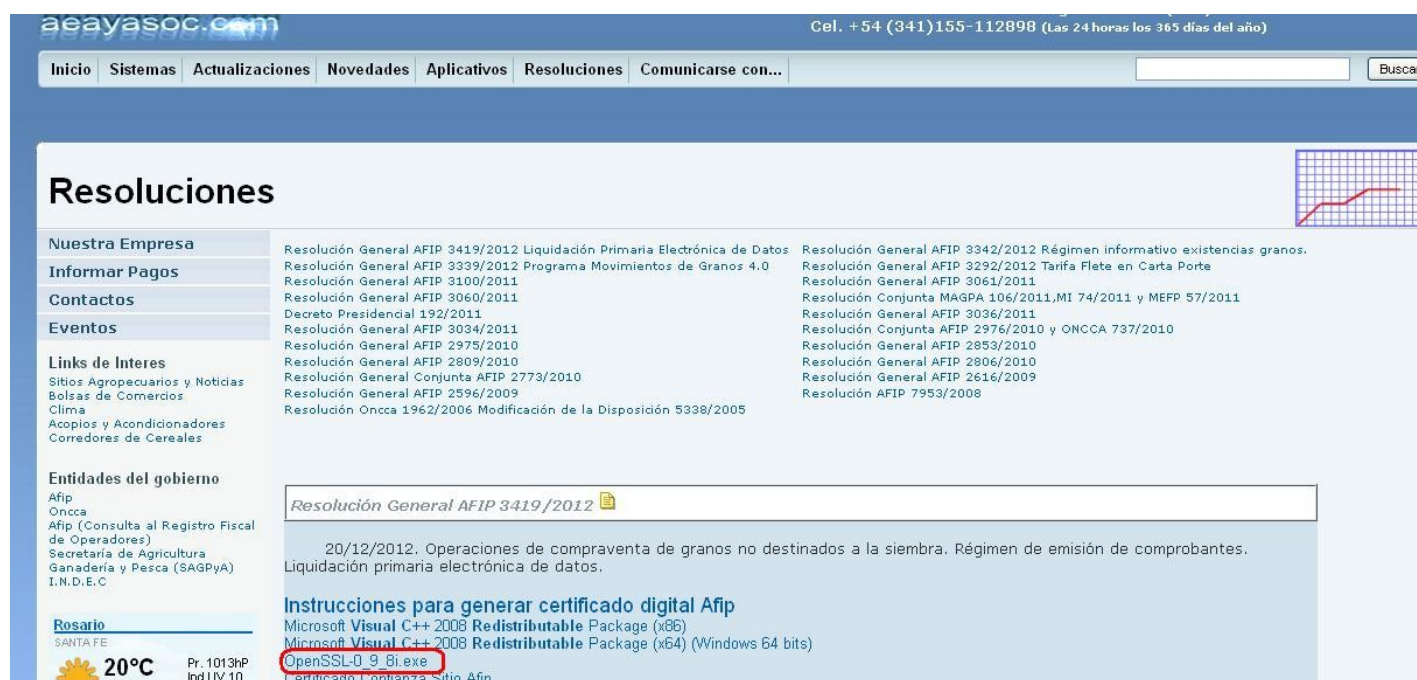 aeayasoc.com
Cel. +54 (341)155-112898 (Las 24 horas los 365 días del año)
Inicio Sistemas Actualizaciones Novedades Aplicativos Resoluciones Comunicarse con...
Resoluciones
Nuestra Empresa
Informar Pagos
Contactos
Eventos
Links de Interes
Sitios Agropecuarios y Noticias
Bolsas de Comercios
Clima
Acopios y Acondicionadores
Corredores de Cereales
Entidades del gobierno
Afip
Oncca
Afip (Consulta al Registro Fiscal
de Operadores)
Secretaría de Agricultura
Ganadería y Pesca (SAGPyA)
I.N.D.E.C
Rosario
SANTA FE
20°C
Pr. 1013hP
Ind UV 10
Resolución General AFIP 3419/2012 Liquidación Primaria Electrónica de Datos
Resolución General AFIP 3339/2012 Programa Movimientos de Granos 4.0
Resolución General AFIP 3100/2011
Resolución General AFIP 3060/2011
Decreto Presidencial 192/2011
Resolución General AFIP 3034/2011
Resolución General AFIP 2975/2010
Resolución General AFIP 2809/2010
Resolución General Conjunta AFIP 2773/2010
Resolución General AFIP 2596/2009
Resolución Oncca 1962/2006 Modificación de la Disposición 5338/2005
Resolución General AFIP 3342/2012 Régimen informativo existencias granos.
Resolución General AFIP 3292/2012 Tarifa Flete en Carta Porte
Resolución General AFIP 3061/2011
Resolución Conjunta MAGPA 106/2011,MI 74/2011 y MEFP 57/2011
Resolución General AFIP 3036/2011
Resolución Conjunta AFIP 2976/2010 y ONCCA 737/2010
Resolución General AFIP 2853/2010
Resolución General AFIP 2806/2010
Resolución General AFIP 2616/2009
Resolución AFIP 7953/2008
Resolución General AFIP 3419/2012
20/12/2012. Operaciones de compraventa de granos no destinados a la siembra. Régimen de emisión de comprobantes.
Liquidación primaria electrónica de datos.
Instrucciones para generar certificado digital Afip
Microsoft Visual C++ 2008 Redistributable Package (x86)
Microsoft Visual C++ 2008 Redistributable Package (x64) (Windows 64 bits)
OpenSSL-0_9_8i.exe
Certificado Confianza Sitio Afip